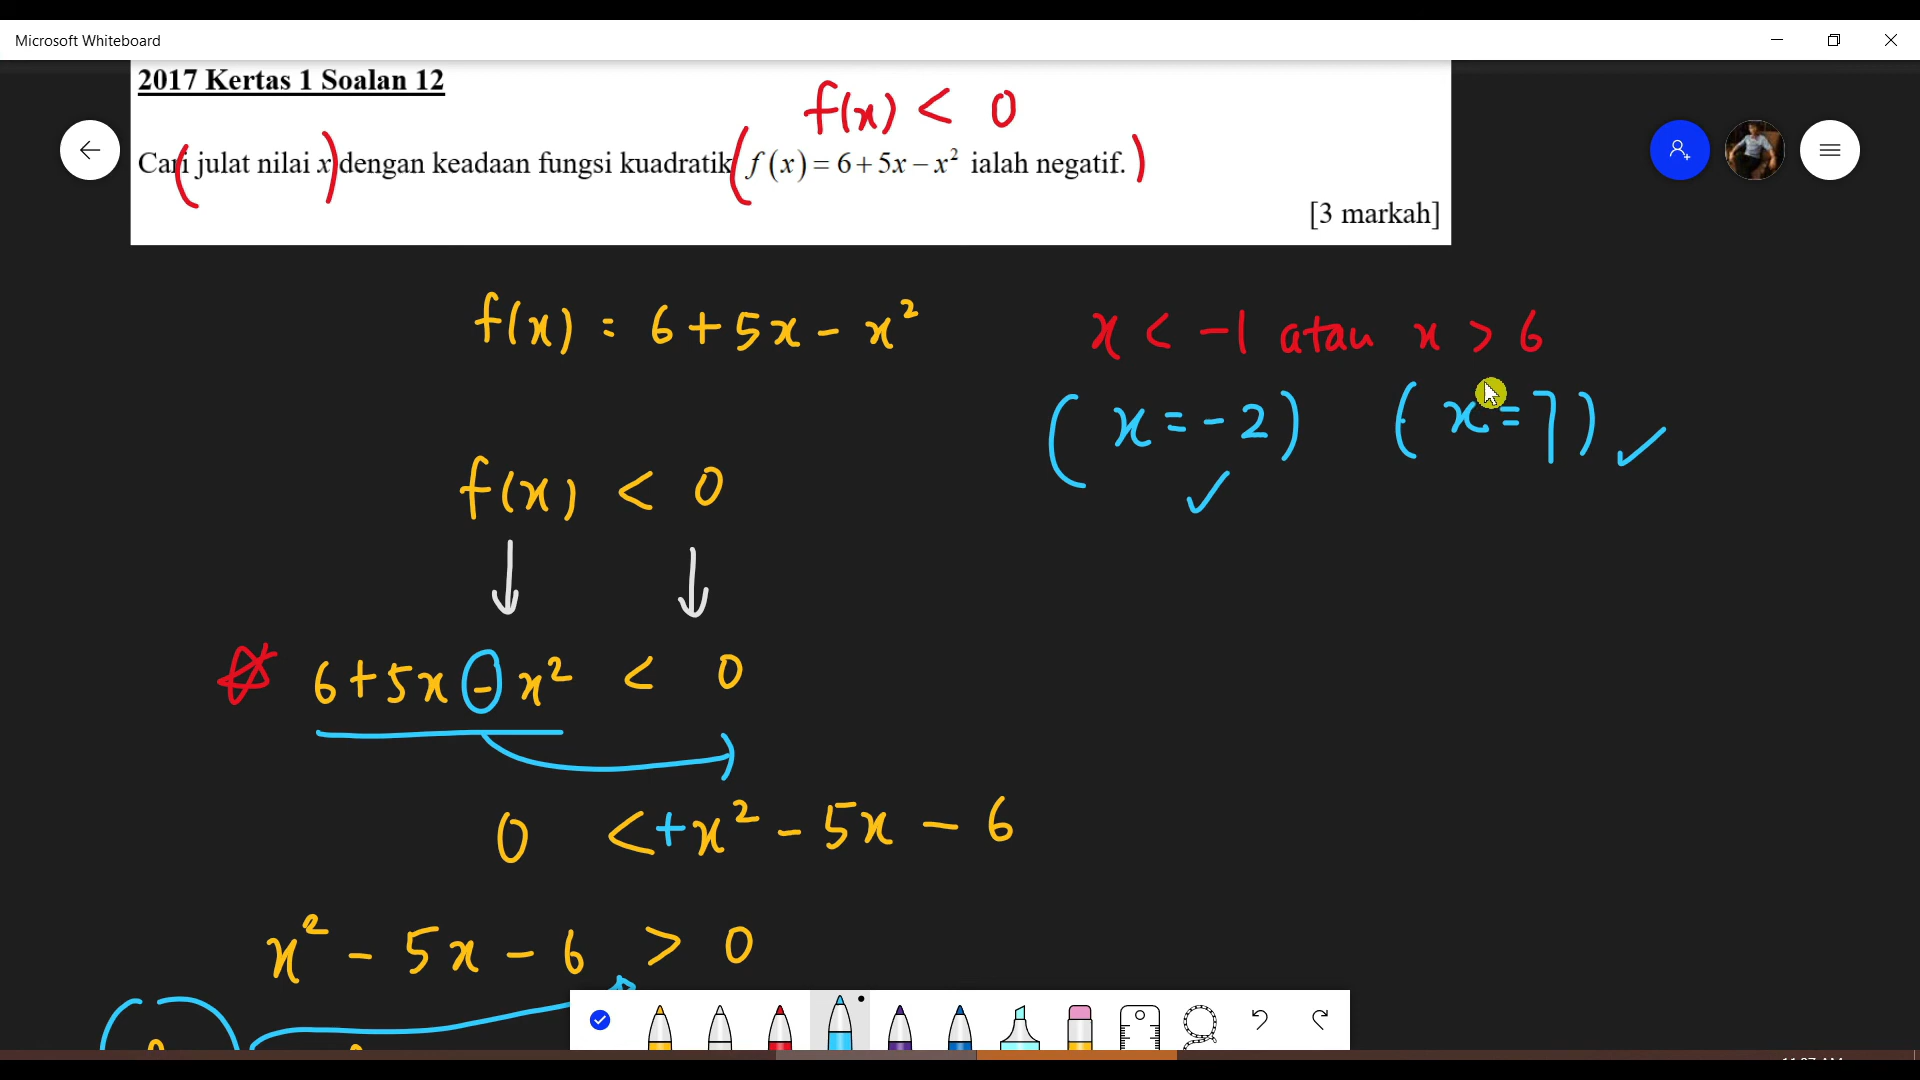 Microsoft Whiteboard
2017 Kertas 1 Soalan 12
f(x) < 0
Cari julat nilai x dengan keadaan fungsi kuadratik f(x) = 6 + 5x − x² ialah negatif.
[3 markah]
f(x) = 6 + 5x − x²
x < −1 atau x > 6
(x = −2) (x = 7)
f(x) < 0
6 + 5x − x² < 0
0 < +x² − 5x − 6
x² − 5x − 6 > 0